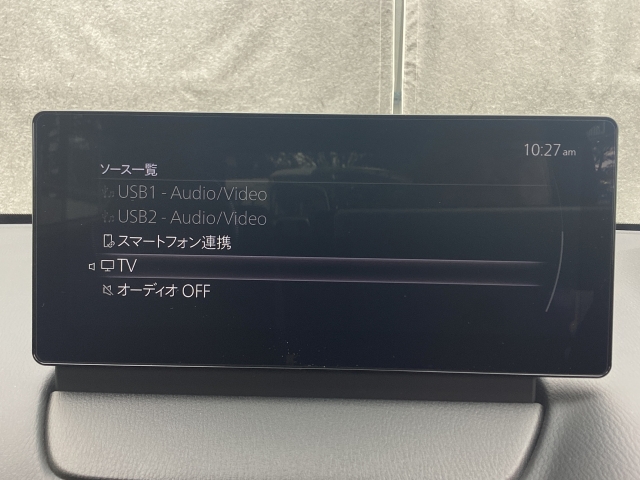 10:27 am
ソース一覧
USB1 - Audio/Video
USB2 - Audio/Video
スマートフォン連携
TV
オーディオ OFF